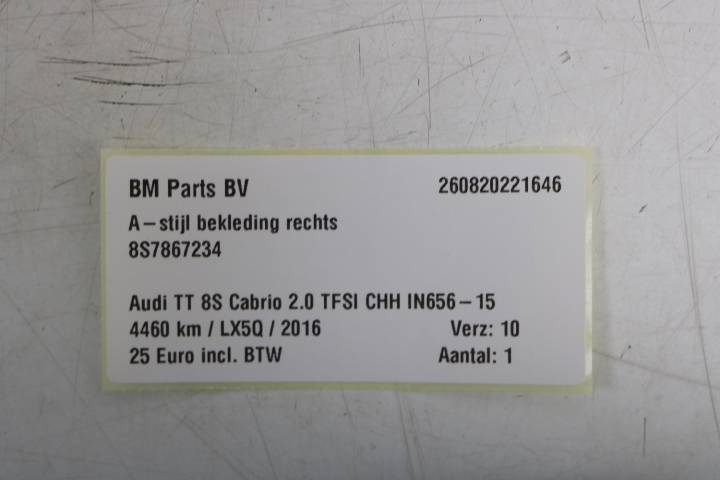 BM Parts BV 260820221646
A-stijl bekleding rechts
8S7867234
Audi TT 8S Cabrio 2.0 TFSI CHH IN656-15
4460 km / LX5Q / 2016 Verz: 10
25 Euro incl. BTW Aantal: 1